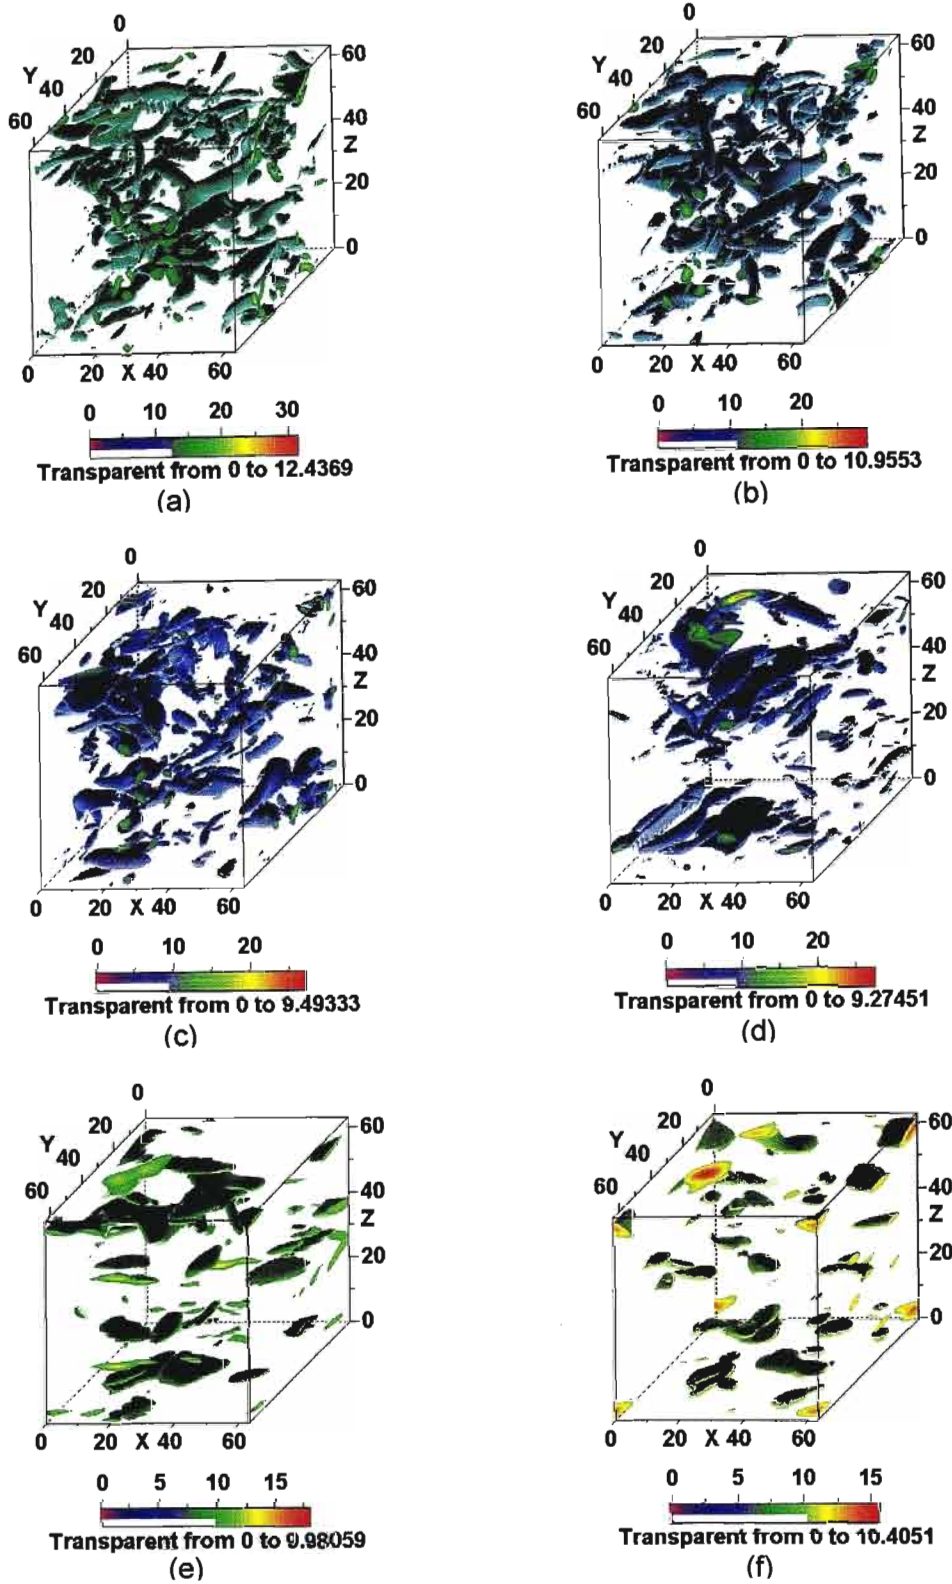 0
20
Y
40
60
60
40
Z
20
0
0 20 X 40 60
0 10 20 30
Transparent from 0 to 12.4369
(a)
0
20
Y
40
60
60
40
Z
20
0
0 20 X 40 60
0 10 20
Transparent from 0 to 10.9553
(b)
0
20
Y
40
60
60
40
Z
20
0
0 20 X 40 60
0 10 20
Transparent from 0 to 9.49333
(c)
0
20
Y
40
60
60
40
Z
20
0
0 20 X 40 60
0 10 20
Transparent from 0 to 9.27451
(d)
0
20
Y
40
60
60
40
Z
20
0
0 20 X 40 60
0 5 10 15
Transparent from 0 to 9.98059
(e)
0
20
Y
40
60
60
40
Z
20
0
0 20 X 40 60
0 5 10 15
Transparent from 0 to 10.4051
(f)